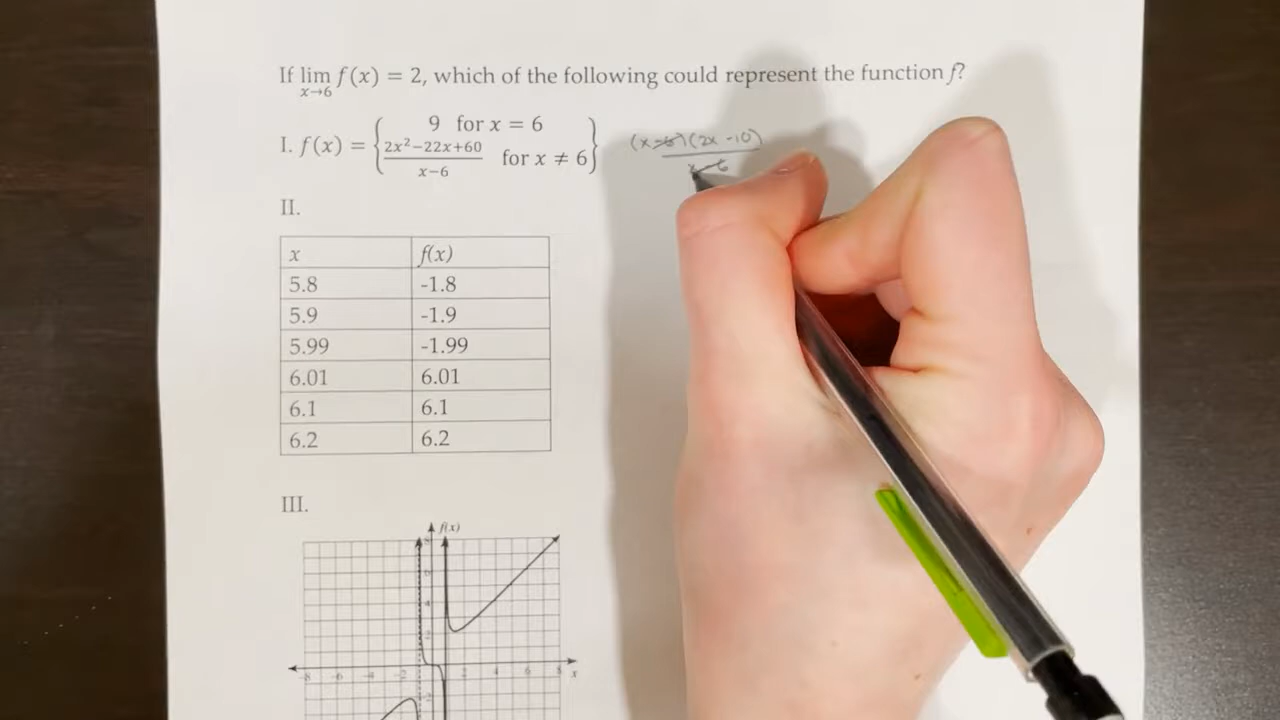 If lim f(x) = 2, which of the following could represent the function f?
x→6
9 for x = 6
I. f(x) = { 2x²−22x+60 / x−6 for x ≠ 6 }
(x-6)(2x-10)
x-6
II.
x f(x)
5.8 -1.8
5.9 -1.9
5.99 -1.99
6.01 6.01
6.1 6.1
6.2 6.2
III.
f(x)
4
-8 -6 -4 -2 2 4 6 8 x